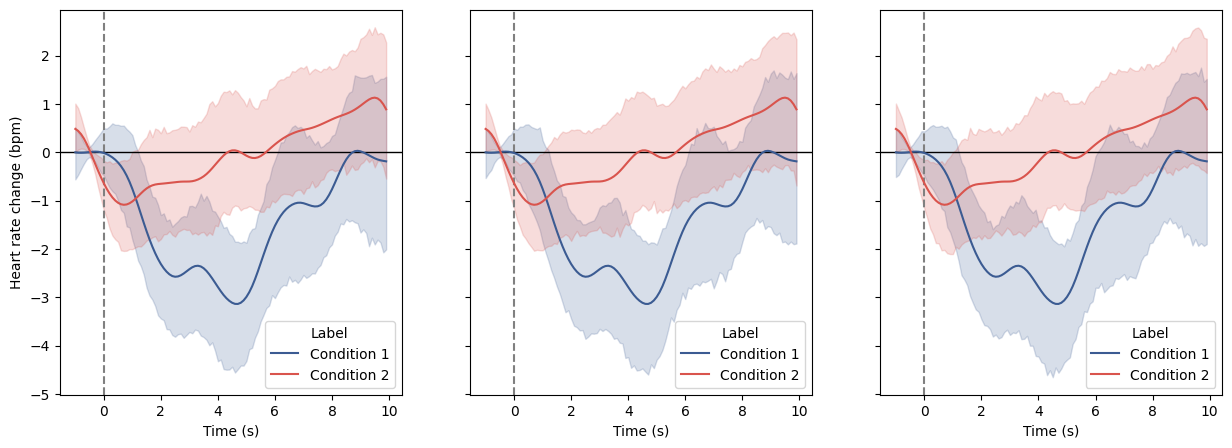 Heart rate change (bpm)
2
1
0
−1
−2
−3
−4
−5
0 2 4 6 8 10
Time (s)
Label
Condition 1
Condition 2
0 2 4 6 8 10
Time (s)
Label
Condition 1
Condition 2
0 2 4 6 8 10
Time (s)
Label
Condition 1
Condition 2